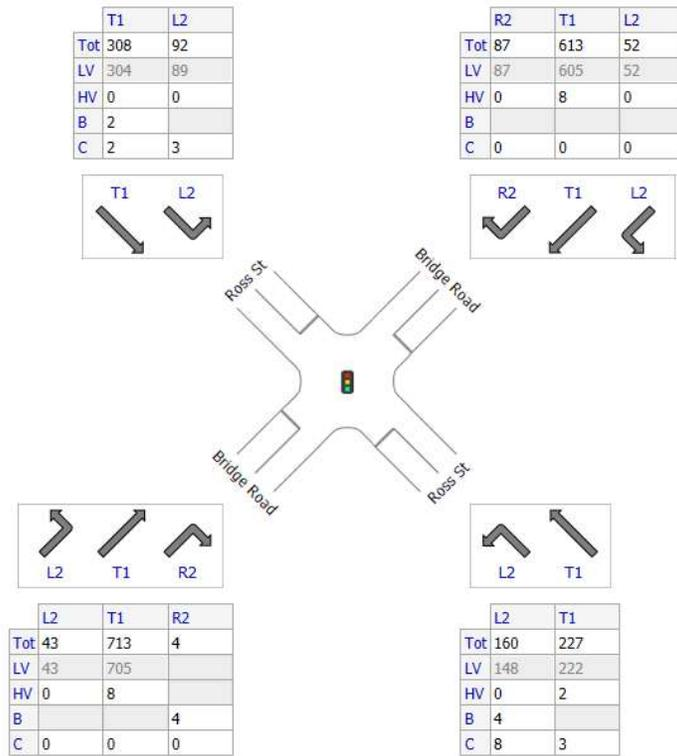 T1 L2
Tot 308 92
LV 304 89
HV 0 0
B 2
C 2 3
R2 T1 L2
Tot 87 613 52
LV 87 605 52
HV 0 8 0
B
C 0 0 0
T1 L2
R2 T1 L2
Ross St
Bridge Road
Bridge Road
Ross St
L2 T1 R2
L2 T1
L2 T1 R2
Tot 43 713 4
LV 43 705
HV 0 8
B 4
C 0 0 0
L2 T1
Tot 160 227
LV 148 222
HV 0 2
B 4
C 8 3